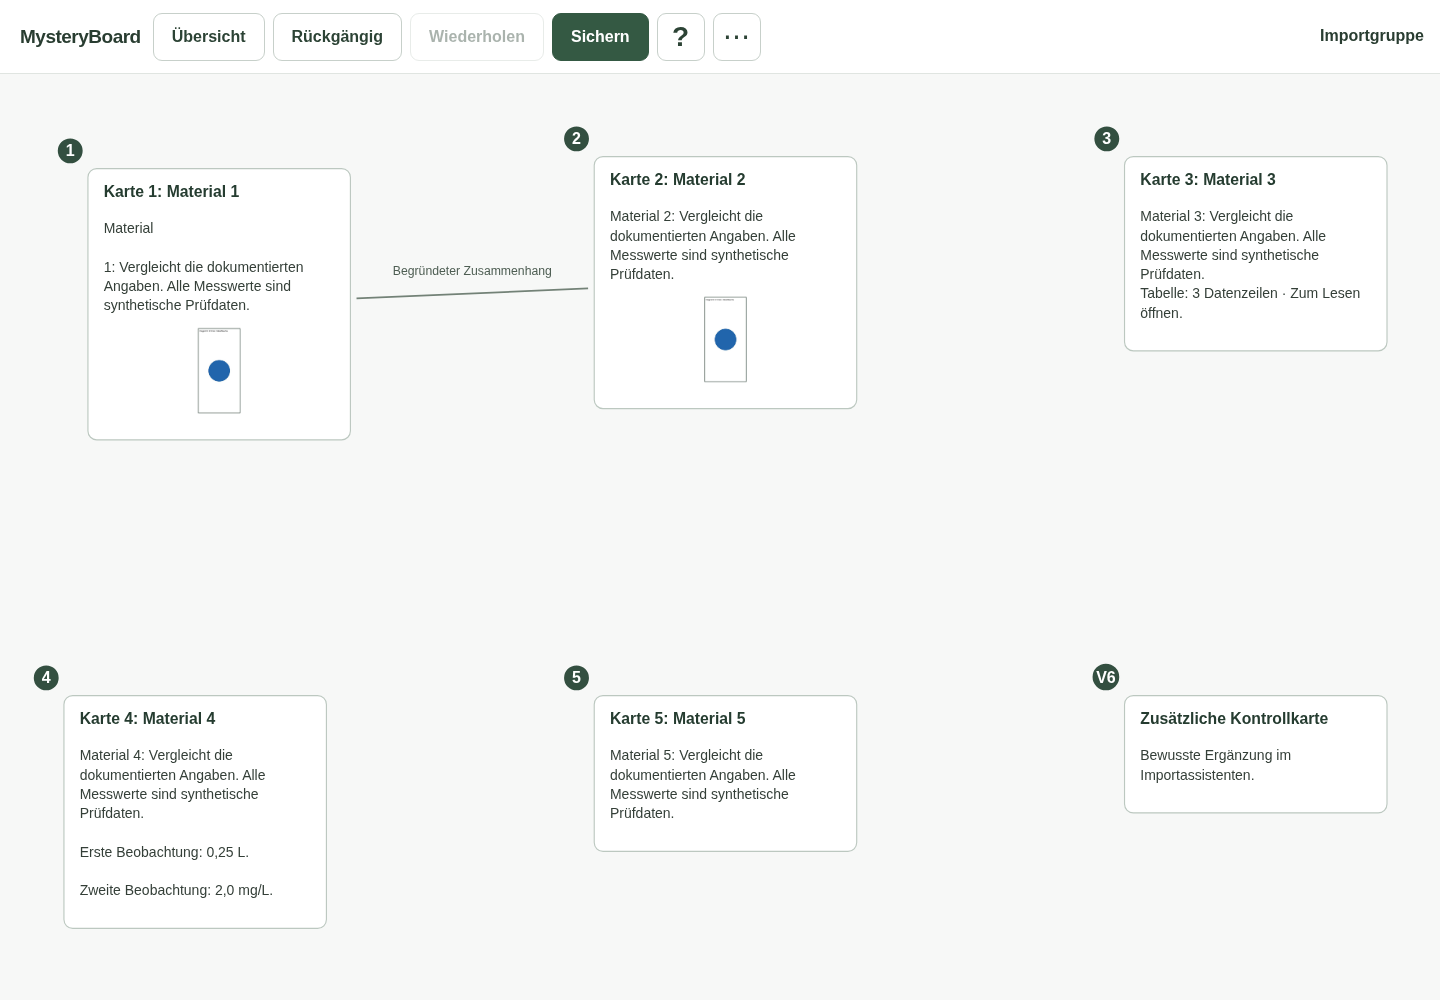 MysteryBoard
Übersicht
Rückgängig
Wiederholen
Sichern
?
...
Importgruppe
1
Karte 1: Material 1
Material
1: Vergleicht die dokumentierten
Angaben. Alle Messwerte sind
synthetische Prüfdaten.
Begründeter Zusammenhang
2
Karte 2: Material 2
Material 2: Vergleicht die
dokumentierten Angaben. Alle
Messwerte sind synthetische
Prüfdaten.
3
Karte 3: Material 3
Material 3: Vergleicht die
dokumentierten Angaben. Alle
Messwerte sind synthetische
Prüfdaten.
Tabelle: 3 Datenzeilen · Zum Lesen
öffnen.
4
Karte 4: Material 4
Material 4: Vergleicht die
dokumentierten Angaben. Alle
Messwerte sind synthetische
Prüfdaten.
Erste Beobachtung: 0,25 L.
Zweite Beobachtung: 2,0 mg/L.
5
Karte 5: Material 5
Material 5: Vergleicht die
dokumentierten Angaben. Alle
Messwerte sind synthetische
Prüfdaten.
V6
Zusätzliche Kontrollkarte
Bewusste Ergänzung im
Importassistenten.